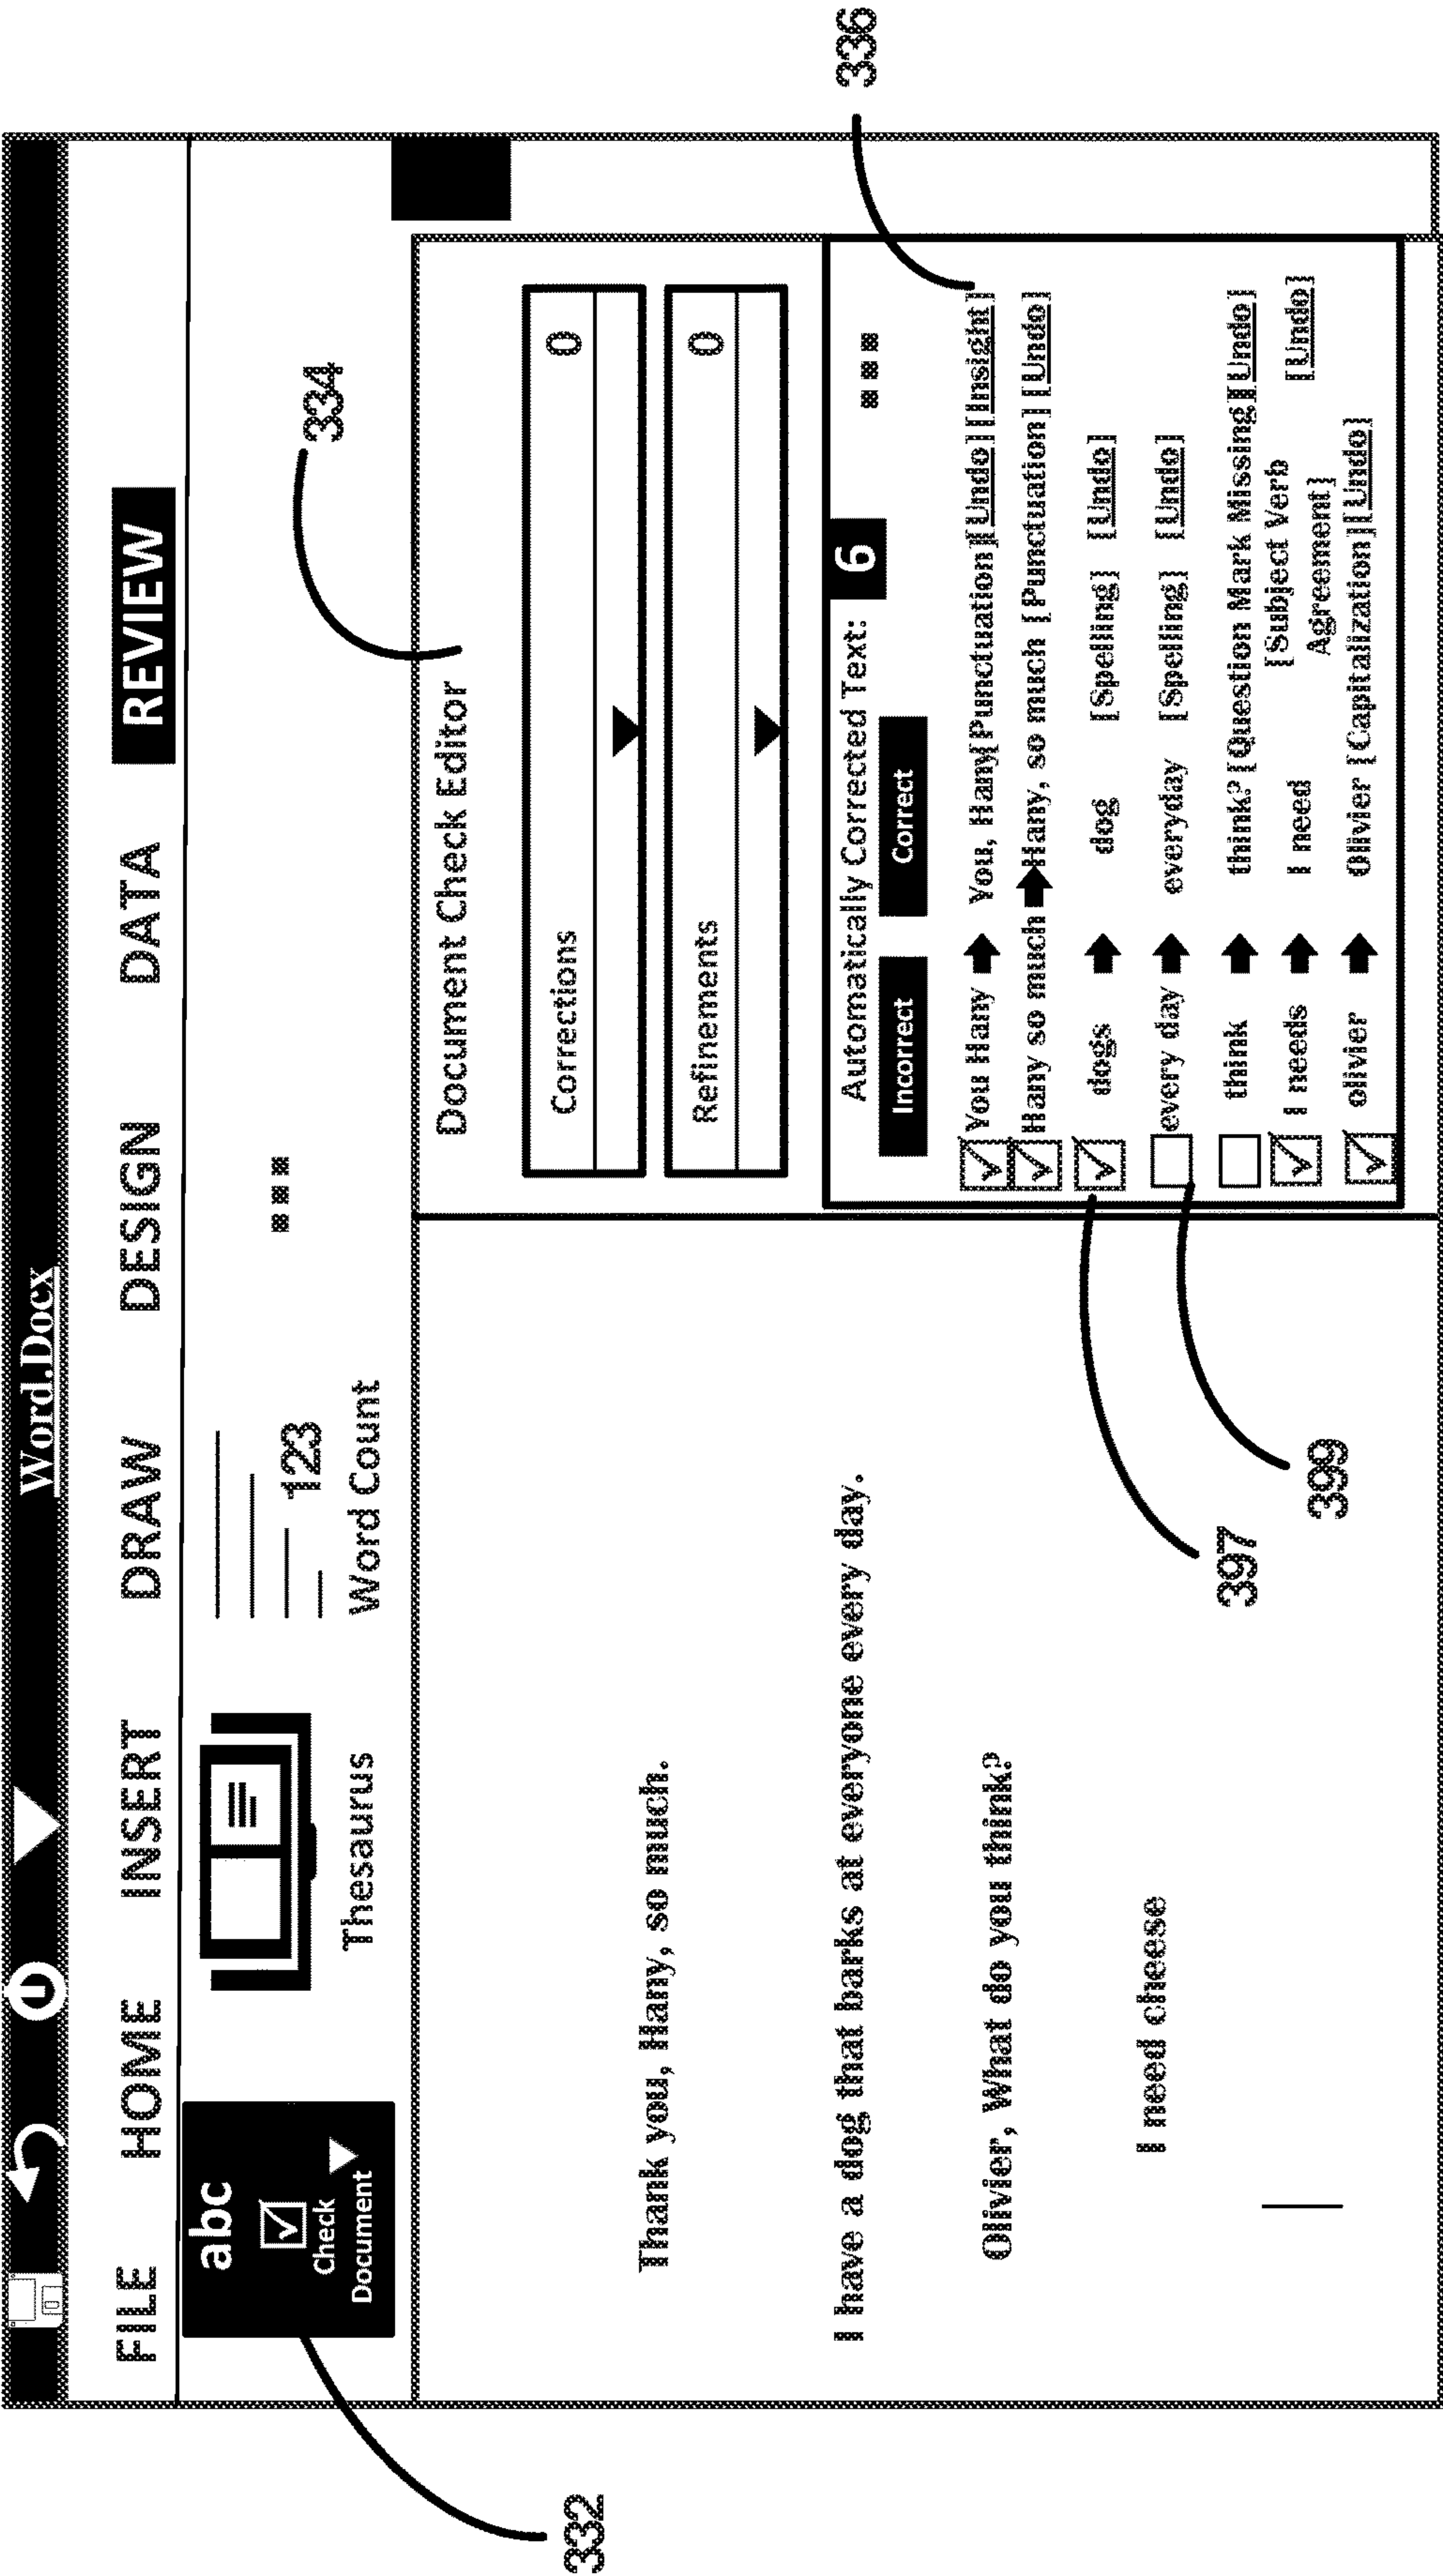 Word.Docx
FILE HOME INSERT DRAW DESIGN DATA REVIEW
abc
Check
Document
Thesaurus
123
Word Count
332
334
336
Document Check Editor
Corrections 0
Refinements 0
Automatically Corrected Text: 6
Incorrect Correct
You Hany You, Hany[Punctuation][Undo][Insight]
Hany so much Hany, so much [Punctuation] [Undo]
dogs dog [Spelling] [Undo]
every day everyday [Spelling] [Undo]
think think? [Question Mark Missing][Undo]
I needs I need [Subject Verb Agreement] [Undo]
olivier Olivier [Capitalization][Undo]
Thank you, Hany, so much.
I have a dog that barks at everyone every day.
Olivier, What do you think?
I need cheese
397
399